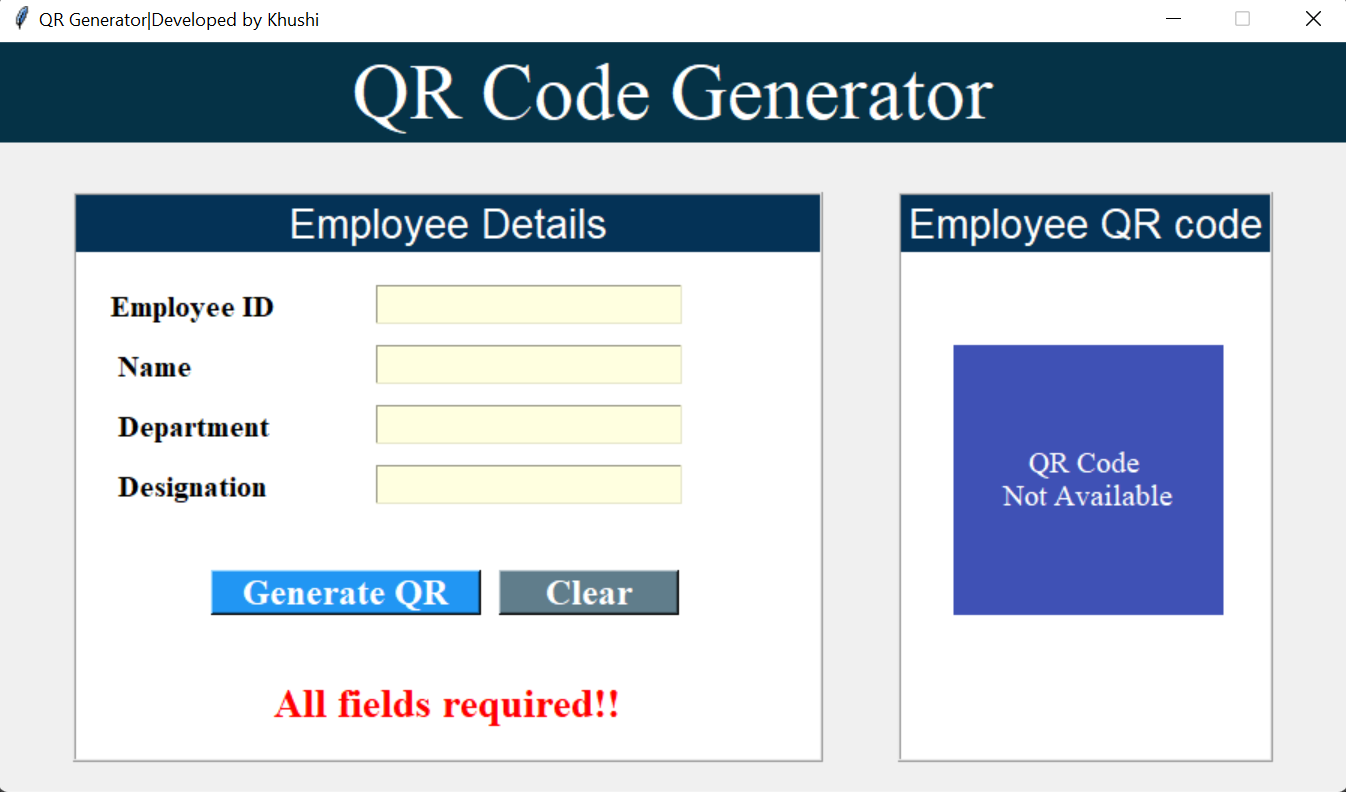 QR Generator|Developed by Khushi
QR Code Generator
Employee Details
Employee ID
Name
Department
Designation
Generate QR Clear
All fields required!!
Employee QR code
QR Code
Not Available